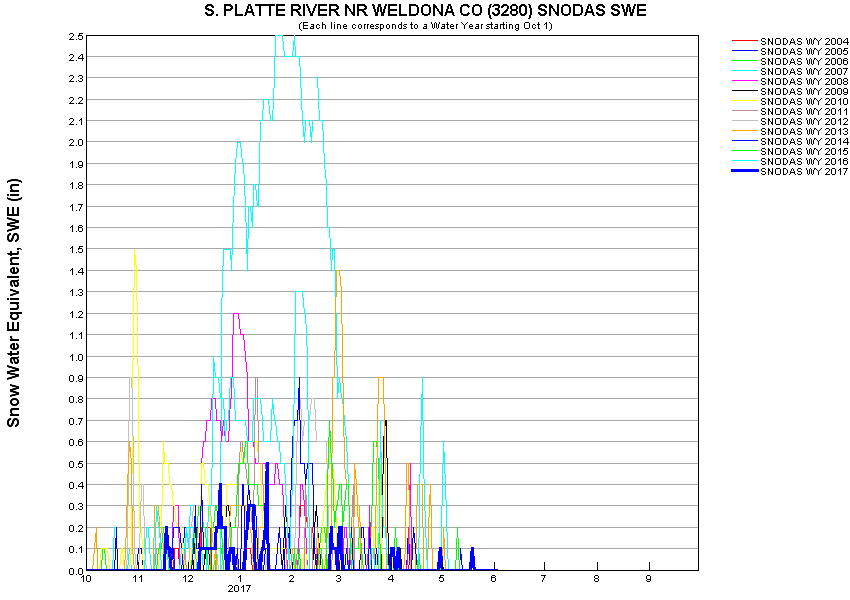 S. PLATTE RIVER NR WELDONA CO (3280) SNODAS SWE
(Each line corresponds to a Water Year starting Oct 1)
Snow Water Equivalent, SWE (in)
2.5
2.4
2.3
2.2
2.1
2.0
1.9
1.8
1.7
1.6
1.5
1.4
1.3
1.2
1.1
1.0
0.9
0.8
0.7
0.6
0.5
0.4
0.3
0.2
0.1
0.0
10 11 12 1 2 3 4 5 6 7 8 9
2017
SNODAS WY 2004
SNODAS WY 2005
SNODAS WY 2006
SNODAS WY 2007
SNODAS WY 2008
SNODAS WY 2009
SNODAS WY 2010
SNODAS WY 2011
SNODAS WY 2012
SNODAS WY 2013
SNODAS WY 2014
SNODAS WY 2015
SNODAS WY 2016
SNODAS WY 2017